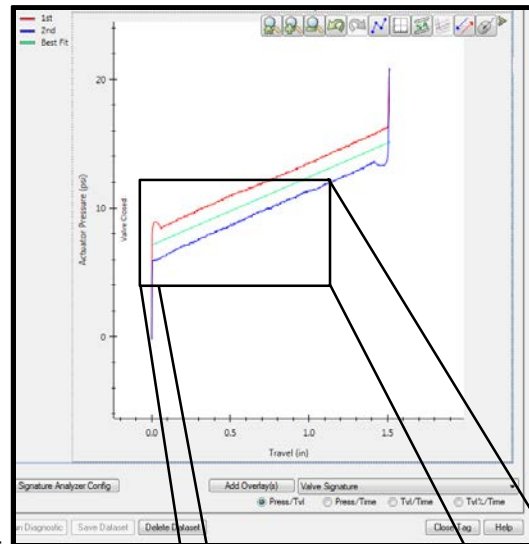 1st
2nd
Best Fit
20
10
0
Actuator Pressure (psi)
Valve Closed
0.0 0.5 1.0 1.5
Travel (in)
Signature Analyzer Config Add Overlay(s) Valve Signature
Press/Tvl Press/Time Tvl/Time Tvl%/Time
n Diagnostic Save Dataset Delete Dataset Close Tag Help